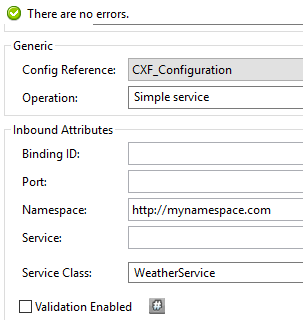 There are no errors.
Generic
Config Reference: CXF_Configuration
Operation: Simple service
Inbound Attributes
Binding ID:
Port:
Namespace: http://mynamespace.com
Service:
Service Class: WeatherService
Validation Enabled #